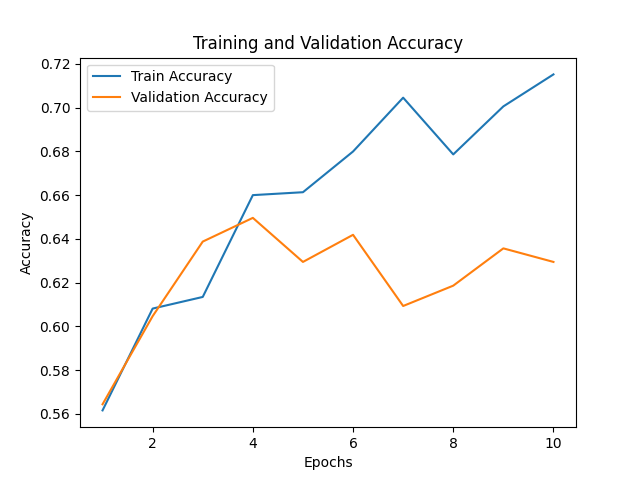 Training and Validation Accuracy
Train Accuracy
Validation Accuracy
0.72
0.70
0.68
0.66
0.64
0.62
0.60
0.58
0.56
Accuracy
2 4 6 8 10
Epochs